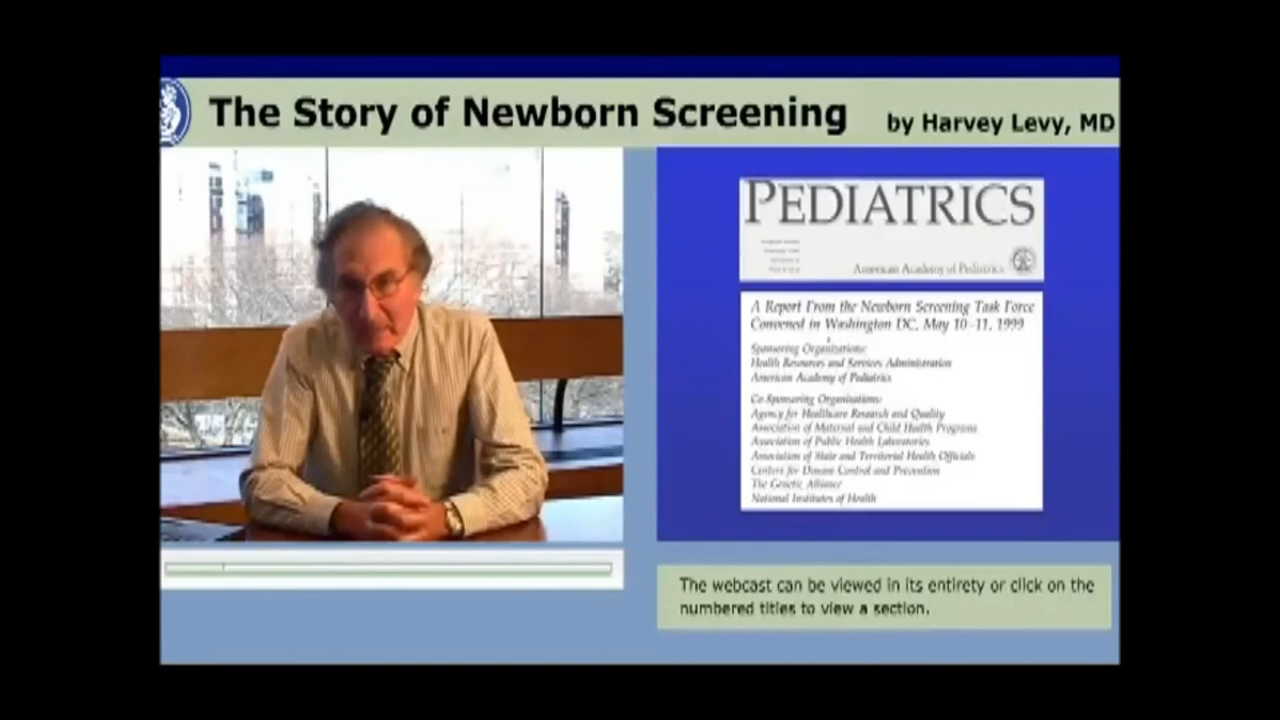 The Story of Newborn Screening by Harvey Levy, MD
PEDIATRICS
American Academy of Pediatrics
A Report From the Newborn Screening Task Force
Convened in Washington DC, May 10-11, 1999
Sponsoring Organizations:
Health Resources and Services Administration
American Academy of Pediatrics
Co-Sponsoring Organizations:
Agency for Healthcare Research and Quality
Association of Maternal and Child Health Programs
Association of Public Health Laboratories
Association of State and Territorial Health Officials
Centers for Disease Control and Prevention
The Genetic Alliance
National Institutes of Health
The webcast can be viewed in its entirety or click on the
numbered titles to view a section.